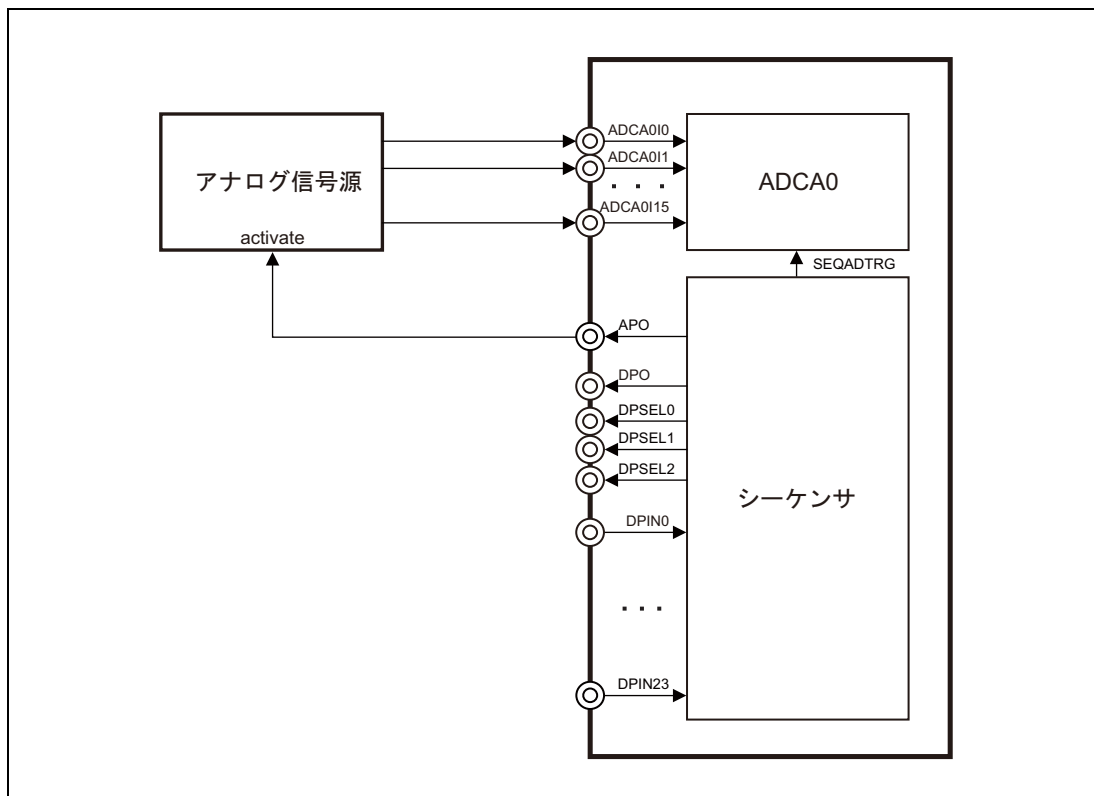 ADCA0I0
ADCA0I1
. . .
ADCA0I15
アナログ信号源
activate
ADCA0
SEQADTRG
APO
DPO
DPSEL0
DPSEL1
DPSEL2
シーケンサ
DPIN0
. . .
DPIN23